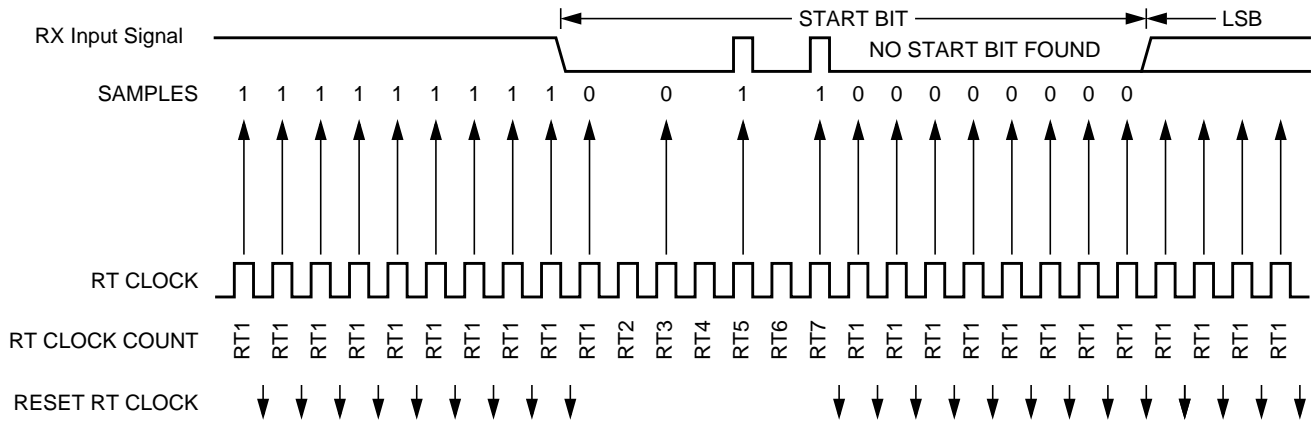 START BIT LSB
RX Input Signal NO START BIT FOUND
SAMPLES 1 1 1 1 1 1 1 1 1 0 0 1 1 0 0 0 0 0 0 0 0
RT CLOCK
RT CLOCK COUNT RT1 RT1 RT1 RT1 RT1 RT1 RT1 RT1 RT1 RT1 RT2 RT3 RT4 RT5 RT6 RT7 RT1 RT1 RT1 RT1 RT1 RT1 RT1 RT1 RT1 RT1 RT1 RT1
RESET RT CLOCK